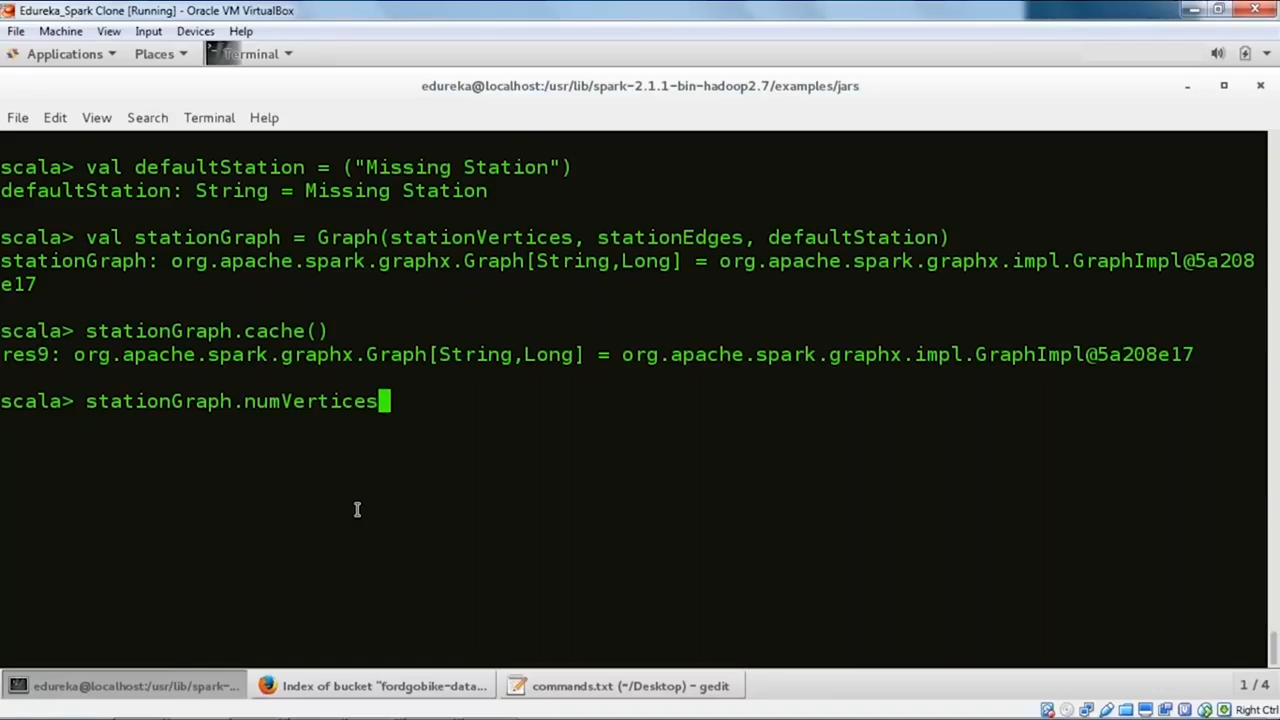 Edureka_Spark Clone [Running] - Oracle VM VirtualBox
File Machine View Input Devices Help
Applications Places Terminal
edureka@localhost:/usr/lib/spark-2.1.1-bin-hadoop2.7/examples/jars
File Edit View Search Terminal Help
scala> val defaultStation = ("Missing Station")
defaultStation: String = Missing Station
scala> val stationGraph = Graph(stationVertices, stationEdges, defaultStation)
stationGraph: org.apache.spark.graphx.Graph[String,Long] = org.apache.spark.graphx.impl.GraphImpl@5a208
e17
scala> stationGraph.cache()
res9: org.apache.spark.graphx.Graph[String,Long] = org.apache.spark.graphx.impl.GraphImpl@5a208e17
scala> stationGraph.numVertices
edureka@localhost:/usr/lib/spark-... Index of bucket "fordgobike-data... commands.txt (~/Desktop) - gedit 1 / 4
Right Ctrl